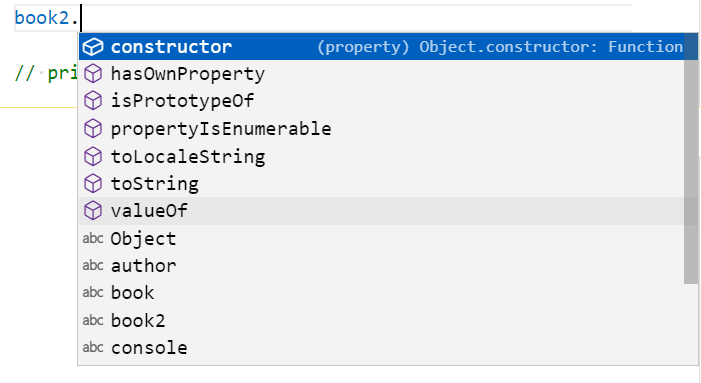 book2.
constructor (property) Object.constructor: Function
// pri
hasOwnProperty
isPrototypeOf
propertyIsEnumerable
toLocaleString
toString
valueOf
abc Object
abc author
abc book
abc book2
abc console